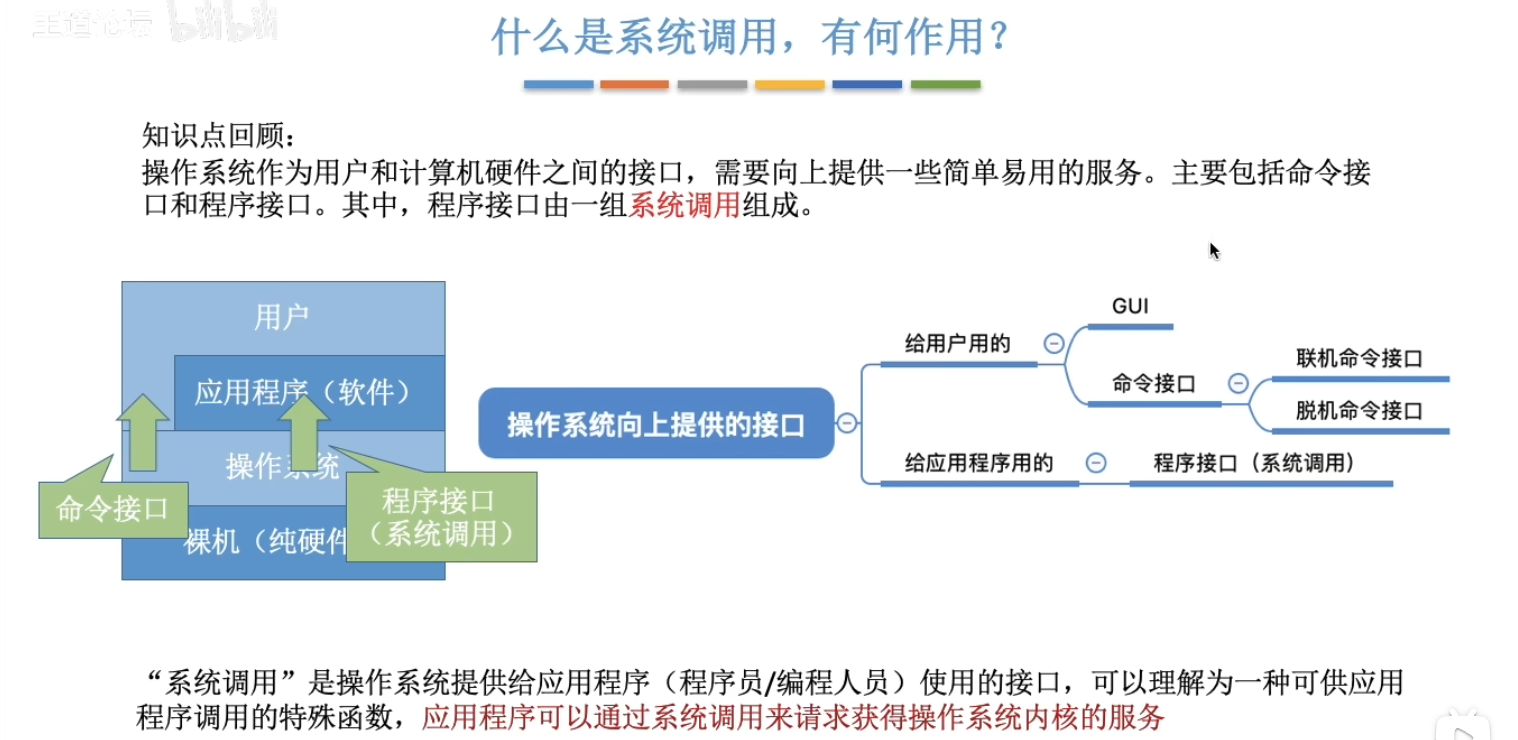 王道论坛 bilibili
什么是系统调用，有何作用？
知识点回顾：
操作系统作为用户和计算机硬件之间的接口，需要向上提供一些简单易用的服务。主要包括命令接
口和程序接口。其中，程序接口由一组系统调用组成。
用户
应用程序（软件）
操作系统
命令接口
程序接口
（系统调用）
裸机（纯硬件
操作系统向上提供的接口
给用户用的
GUI
命令接口
联机命令接口
脱机命令接口
给应用程序用的
程序接口（系统调用）
“系统调用”是操作系统提供给应用程序（程序员/编程人员）使用的接口，可以理解为一种可供应用
程序调用的特殊函数，应用程序可以通过系统调用来请求获得操作系统内核的服务